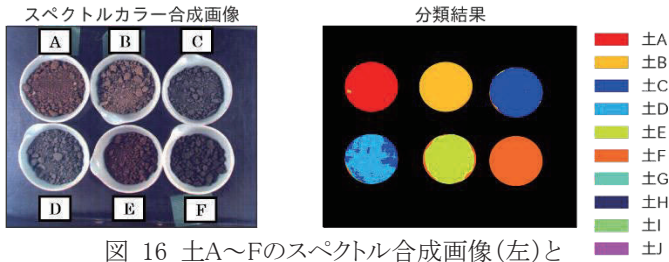 スペクトルカラー合成画像
分類結果
A
B
C
D
E
F
土A
土B
土C
土D
土E
土F
土G
土H
土I
土J
図 16 土A～Fのスペクトル合成画像(左)と